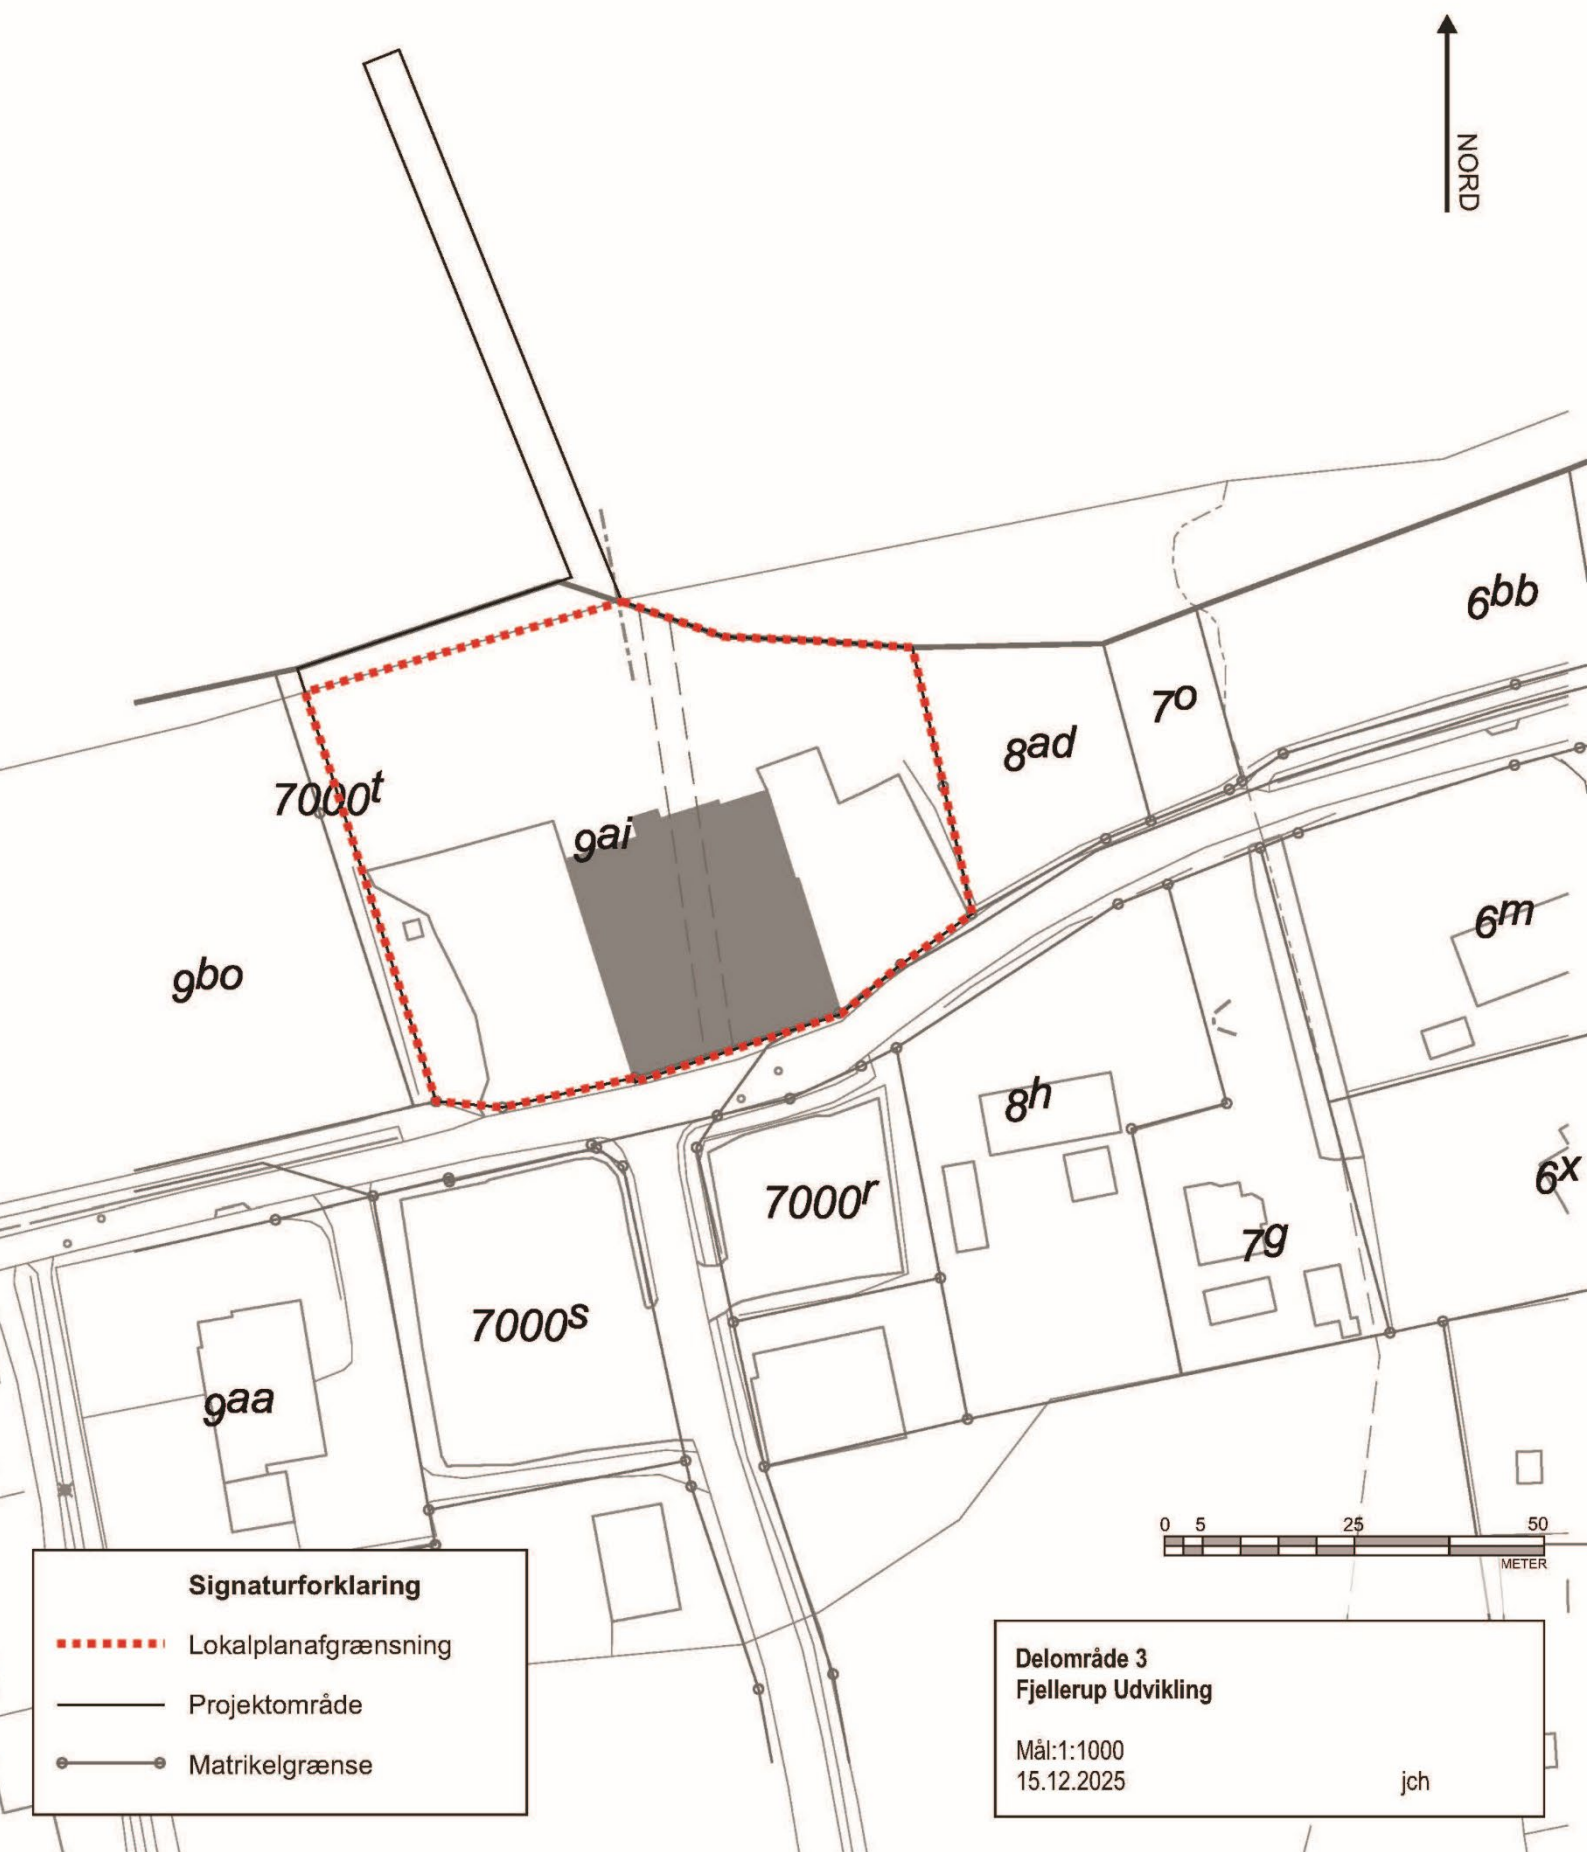 NORD
6bb
7o
8ad
7000t
9ai
6m
9bo
8h
6x
7000r
7g
7000s
9aa
0 5 25 50
METER
Signaturforklaring
Lokalplanafgrænsning
Projektområde
Matrikelgrænse
Delområde 3
Fjellerup Udvikling
Mål:1:1000
15.12.2025 jch